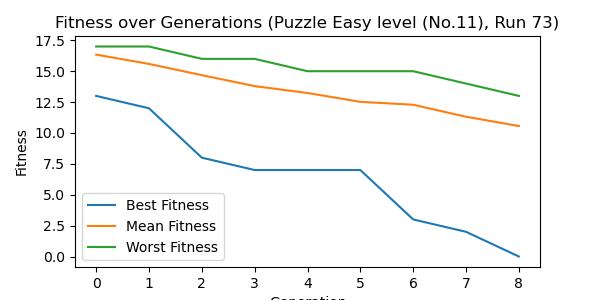 Fitness over Generations (Puzzle Easy level (No.11), Run 73)
17.5
15.0
12.5
10.0
7.5
5.0
2.5
0.0
Fitness
Best Fitness
Mean Fitness
Worst Fitness
0 1 2 3 4 5 6 7 8
Generation